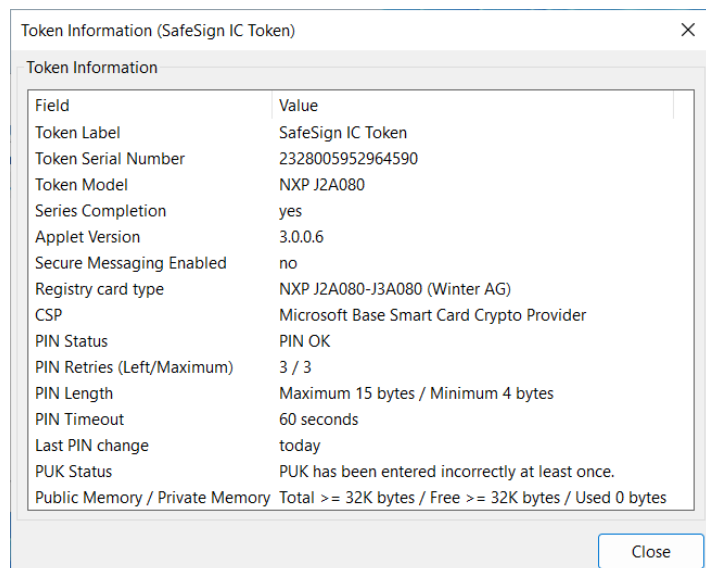 Token Information (SafeSign IC Token)
Token Information
Field Value
Token Label SafeSign IC Token
Token Serial Number 2328005952964590
Token Model NXP J2A080
Series Completion yes
Applet Version 3.0.0.6
Secure Messaging Enabled no
Registry card type NXP J2A080-J3A080 (Winter AG)
CSP Microsoft Base Smart Card Crypto Provider
PIN Status PIN OK
PIN Retries (Left/Maximum) 3 / 3
PIN Length Maximum 15 bytes / Minimum 4 bytes
PIN Timeout 60 seconds
Last PIN change today
PUK Status PUK has been entered incorrectly at least once.
Public Memory / Private Memory Total >= 32K bytes / Free >= 32K bytes / Used 0 bytes
Close